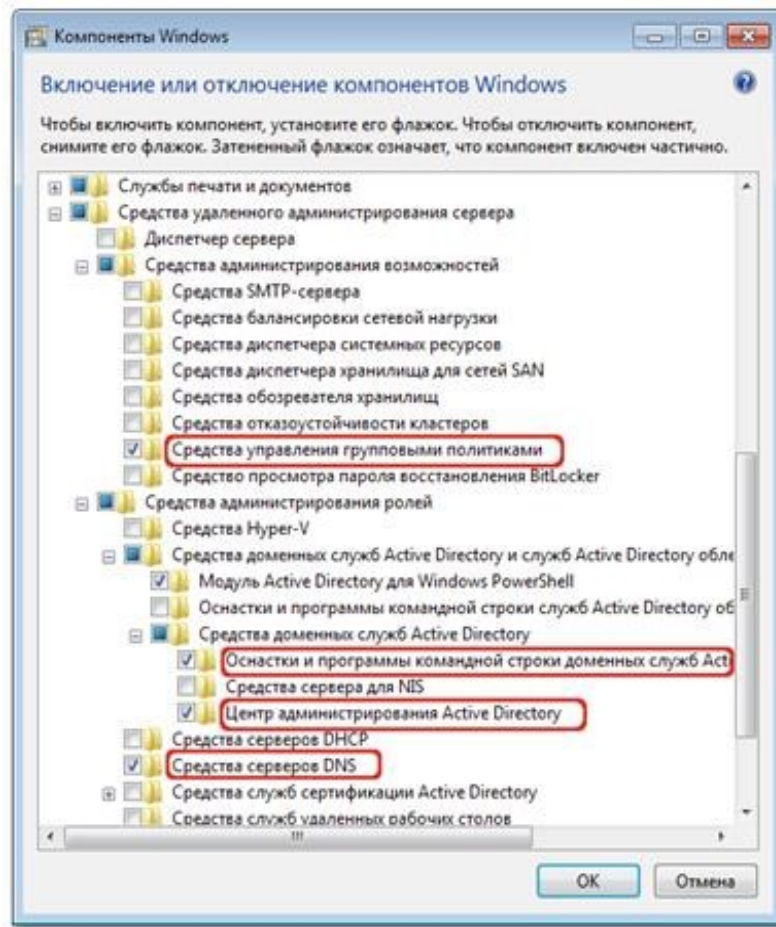 Компоненты Windows
Включение или отключение компонентов Windows
Чтобы включить компонент, установите его флажок. Чтобы отключить компонент,
снимите его флажок. Затененный флажок означает, что компонент включен частично.
Службы печати и документов
Средства удаленного администрирования сервера
Диспетчер сервера
Средства администрирования возможностей
Средства SMTP-сервера
Средства балансировки сетевой нагрузки
Средства диспетчера системных ресурсов
Средства диспетчера хранилища для сетей SAN
Средства обозревателя хранилищ
Средства отказоустойчивости кластеров
Средства управления групповыми политиками
Средство просмотра пароля восстановления BitLocker
Средства администрирования ролей
Средства Hyper-V
Средства доменных служб Active Directory и служб Active Directory обле
Модуль Active Directory для Windows PowerShell
Оснастки и программы командной строки служб Active Directory об
Средства доменных служб Active Directory
Оснастки и программы командной строки доменных служб Acti
Средства сервера для NIS
Центр администрирования Active Directory
Средства серверов DHCP
Средства серверов DNS
Средства служб сертификации Active Directory
Средства служб удаленных рабочих столов
ОК
Отмена